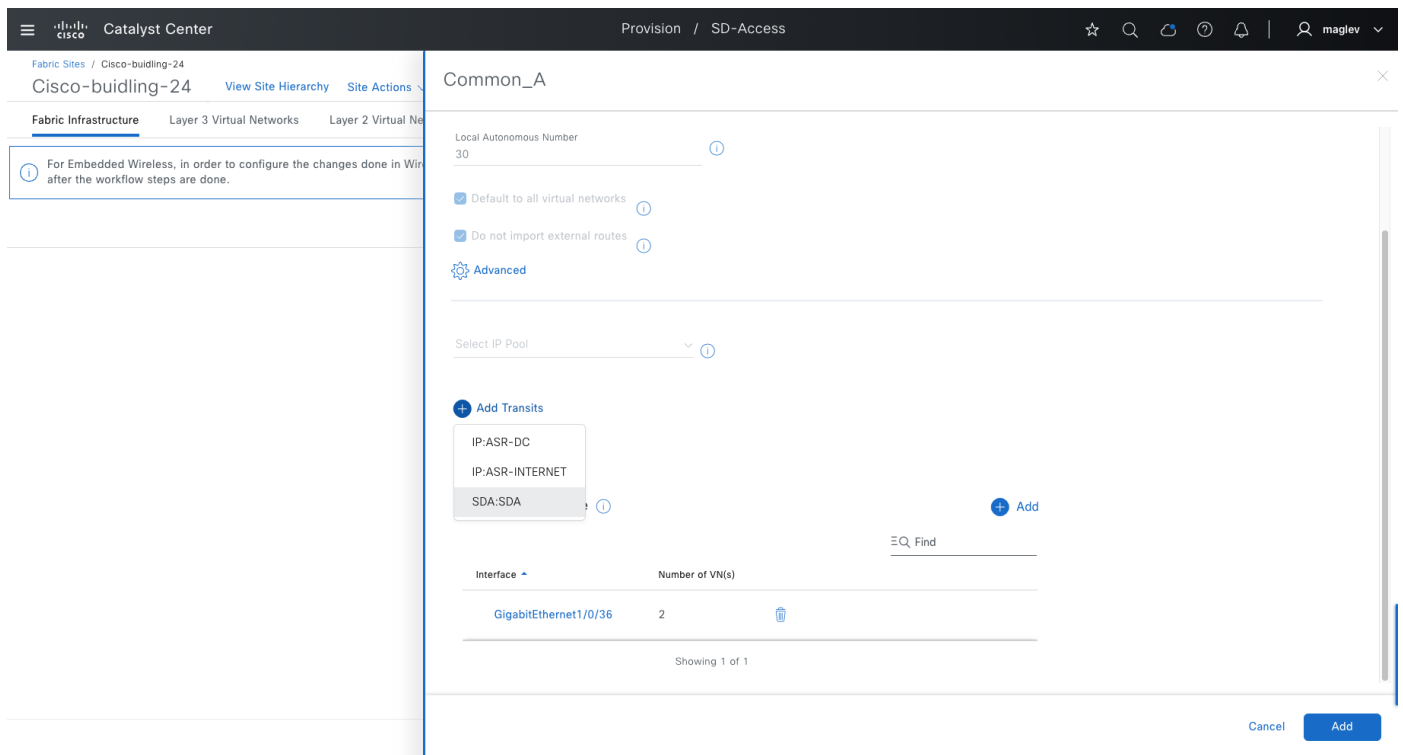 cisco Catalyst Center
Provision / SD-Access
maglev
Fabric Sites / Cisco-buidling-24
Cisco-buidling-24 View Site Hierarchy Site Actions
Fabric Infrastructure Layer 3 Virtual Networks Layer 2 Virtual Ne
For Embedded Wireless, in order to configure the changes done in Wir
after the workflow steps are done.
Common_A
Local Autonomous Number
30
Default to all virtual networks
Do not import external routes
Advanced
Select IP Pool
Add Transits
IP:ASR-DC
IP:ASR-INTERNET
SDA:SDA
Add
Find
Interface Number of VN(s)
GigabitEthernet1/0/36 2
Showing 1 of 1
Cancel Add